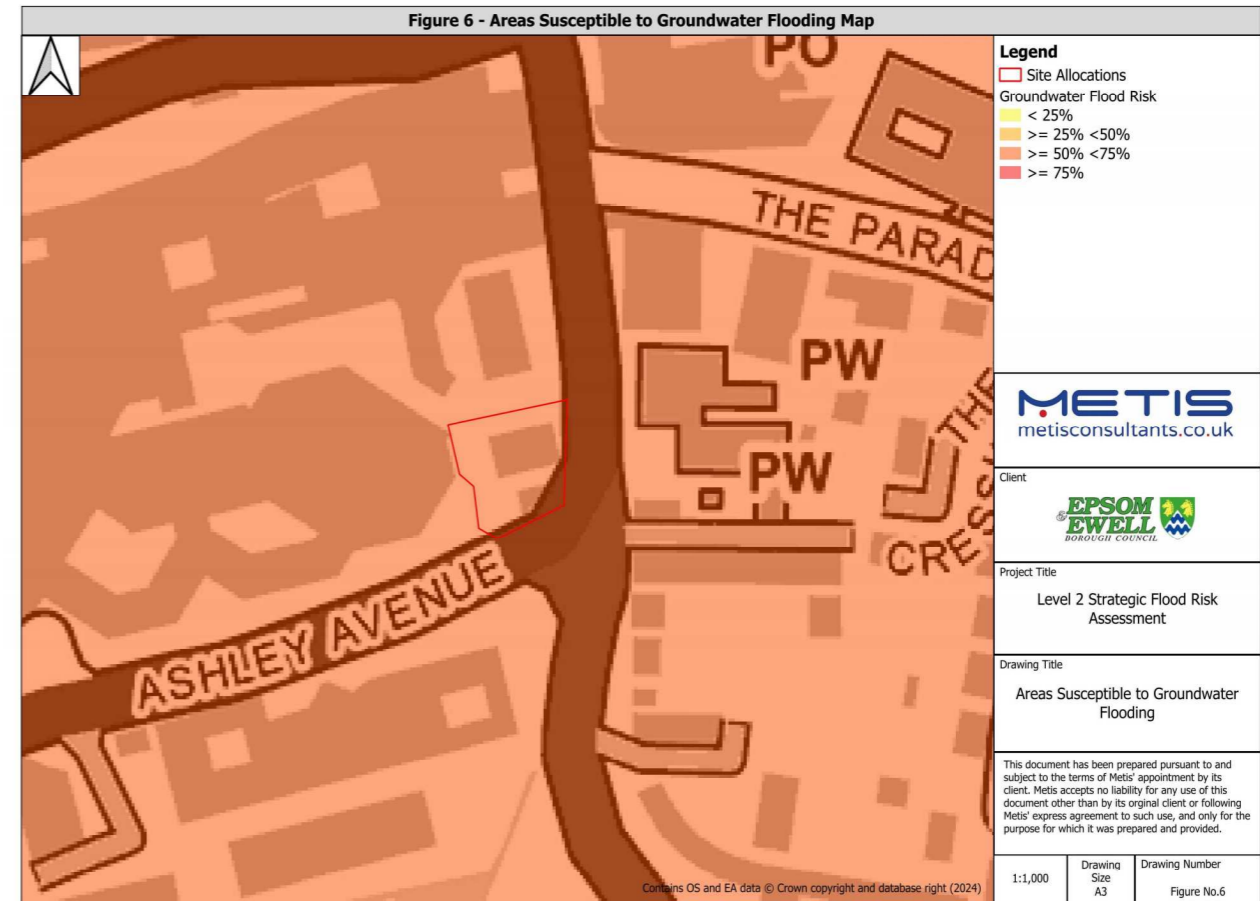 Figure 6 - Areas Susceptible to Groundwater Flooding Map
PO
THE PARAD
PW
THE
PW
CRES
ASHLEY AVENUE
Contains OS and EA data © Crown copyright and database right (2024)
Legend
Site Allocations
Groundwater Flood Risk
< 25%
>= 25% <50%
>= 50% <75%
>= 75%
METIS
metisconsultants.co.uk
Client
EPSOM
& EWELL
BOROUGH COUNCIL
Project Title
Level 2 Strategic Flood Risk
Assessment
Drawing Title
Areas Susceptible to Groundwater
Flooding
This document has been prepared pursuant to and
subject to the terms of Metis' appointment by its
client. Metis accepts no liability for any use of this
document other than by its orginal client or following
Metis' express agreement to such use, and only for the
purpose for which it was prepared and provided.
1:1,000
Drawing
Size
A3
Drawing Number
Figure No.6